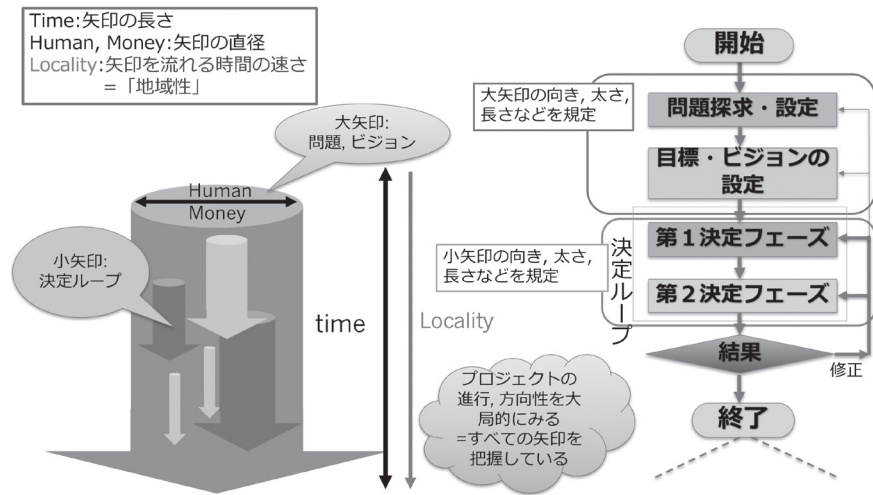 Time:矢印の長さ
Human, Money:矢印の直径
Locality:矢印を流れる時間の速さ
=「地域性」
大矢印:
問題, ビジョン
Human
Money
小矢印:
決定ループ
time
Locality
プロジェクトの
進行, 方向性を大
局的にみる
=すべての矢印を
把握している
開始
大矢印の向き, 太さ,
長さなどを規定
問題探求・設定
目標・ビジョンの
設定
小矢印の向き, 太さ,
長さなどを規定
決定ループ
第1決定フェーズ
第2決定フェーズ
結果
修正
終了